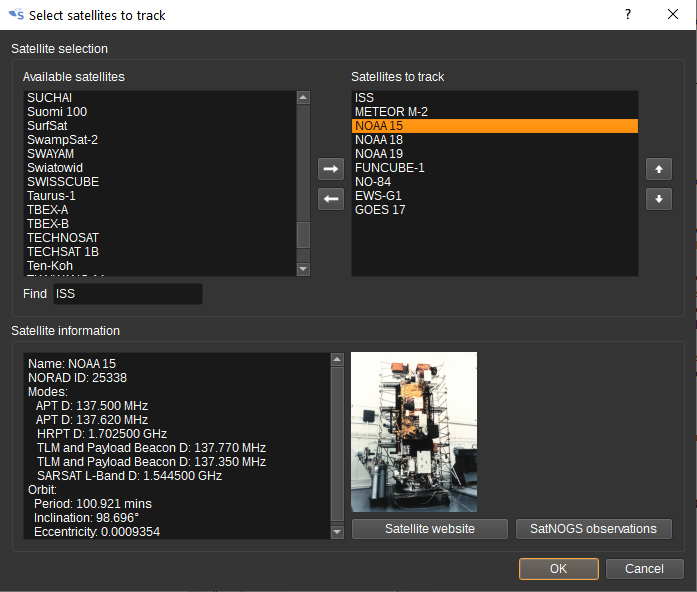 Select satellites to track
Satellite selection
Available satellites
SUCHAI
Suomi 100
SurfSat
SwampSat-2
SWAYAM
Swiatowid
SWISSCUBE
Taurus-1
TBEX-A
TBEX-B
TECHNOSAT
TECHSAT 1B
Ten-Koh
Find ISS
Satellites to track
ISS
METEOR M-2
NOAA 15
NOAA 18
NOAA 19
FUNCUBE-1
NO-84
EWS-G1
GOES 17
Satellite information
Name: NOAA 15
NORAD ID: 25338
Modes:
APT D: 137.500 MHz
APT D: 137.620 MHz
HRPT D: 1.702500 GHz
TLM and Payload Beacon D: 137.770 MHz
TLM and Payload Beacon D: 137.350 MHz
SARSAT L-Band D: 1.544500 GHz
Orbit:
Period: 100.921 mins
Inclination: 98.696°
Eccentricity: 0.0009354
Satellite website
SatNOGS observations
OK
Cancel